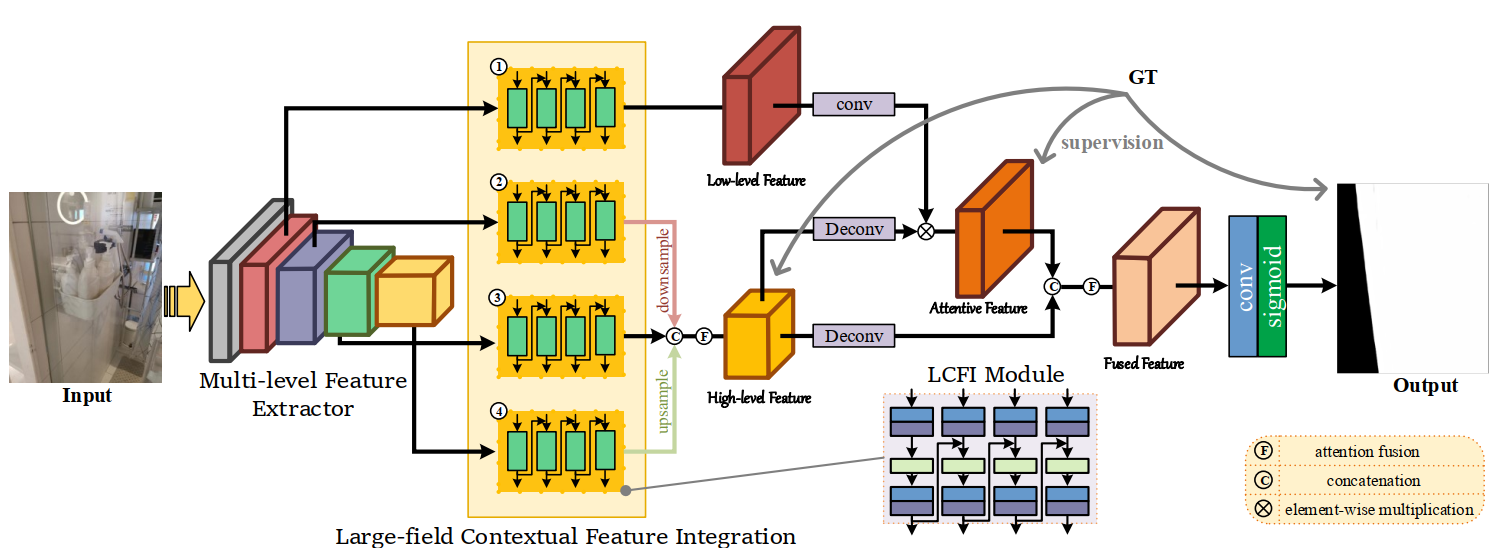 GT
1
conv
supervision
Low-level Feature
2
Deconv
downsample
conv
sigmoid
3
C
F
C
F
Attentive Feature
Deconv
Fused Feature
Input
Multi-level Feature
Extractor
upsample
High-level Feature
LCFI Module
Output
4
F
attention fusion
C
concatenation
element-wise multiplication
Large-field Contextual Feature Integration